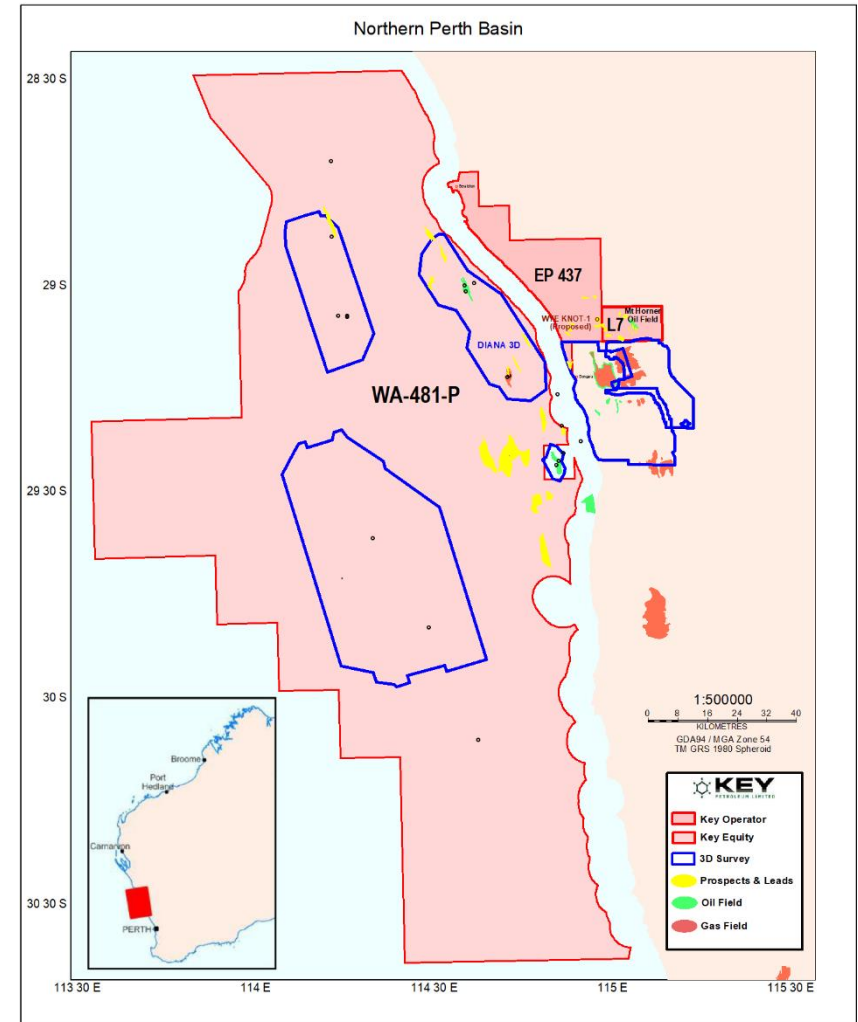 Northern Perth Basin
28 30 S
29 S
29 30 S
30 S
30 30 S
113 30 E
114 E
114 30 E
115 E
115 30 E
EP 437
WYE KNOT-1
(Proposed)
L7
Mt Horner
Oil Field
DIANA 3D
WA-481-P
Broome
Port
Hedland
Carnarvon
PERTH
1:500000
0 8 16 24 32 40
KILOMETRES
GDA94 / MGA Zone 54
TM GRS 1980 Spheroid
KEY
PETROLEUM LIMITED
Key Operator
Key Equity
3D Survey
Prospects & Leads
Oil Field
Gas Field